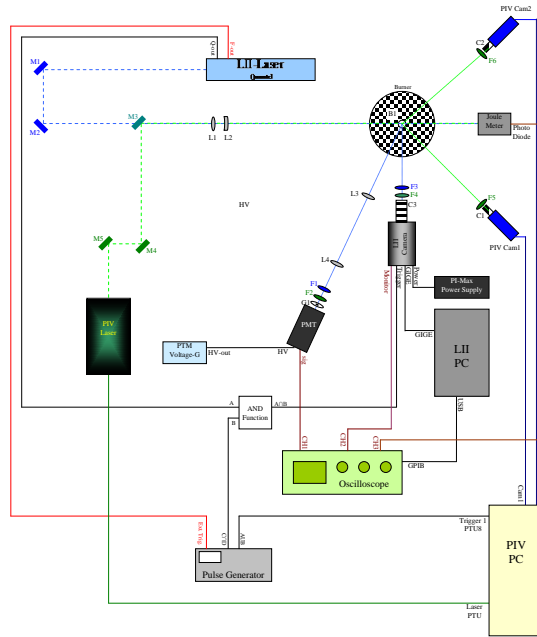 PIV Cam2
C2
F6
Q-out
F-out
LII-Laser
Quantel
M1
M2
M3
L1
L2
Burner
B1
Joule
Meter
Photo
Diode
F5
C1
PIV Cam1
L3
F3
F4
C3
HV
LII
Camera
M5
M4
L4
Monitor
Trigger
GIGE
Power
PI-Max
Power Supply
F1
F2
G1
PIV
Laser
PMT
GIGE
LII
PC
PTM
Voltage-G
HV-out
HV
sig
A
B
AND
Function
A∩B
USB
CH1
CH2
CH3
GPIB
Oscilloscope
Cam1
Ext. Trig.
Trigger 1
PTU8
PIV
PC
Pulse Generator
Laser
PTU